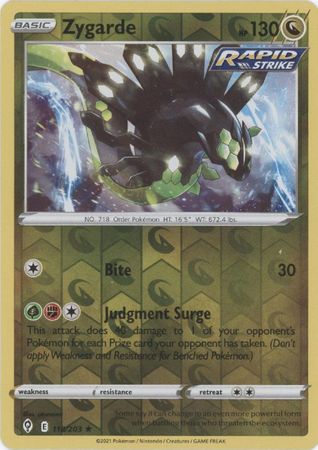 BASIC Zygarde HP 130
RAPID
STRIKE
NO. 718 Order Pokémon HT: 16'5" WT: 672.4 lbs.
Bite 30
Judgment Surge
This attack does 40 damage to 1 of your opponent's
Pokémon for each Prize card your opponent has taken. (Don't
apply Weakness and Resistance for Benched Pokémon.)
weakness resistance retreat
Illus.
E 118/203 ★
Some say it can change to an even more powerful form
when battling those who threaten the
©2021 Pokémon / Nintendo / Creatures / GAME FREAK